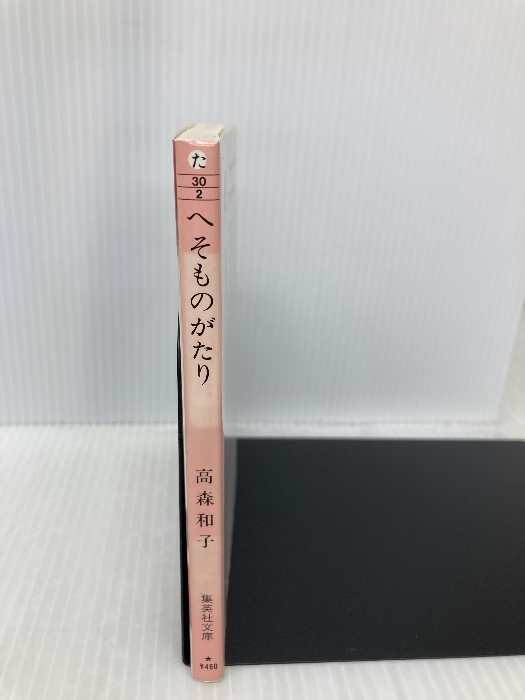 た
30
2
へそものがたり
高森和子
集英社文庫
★
¥460